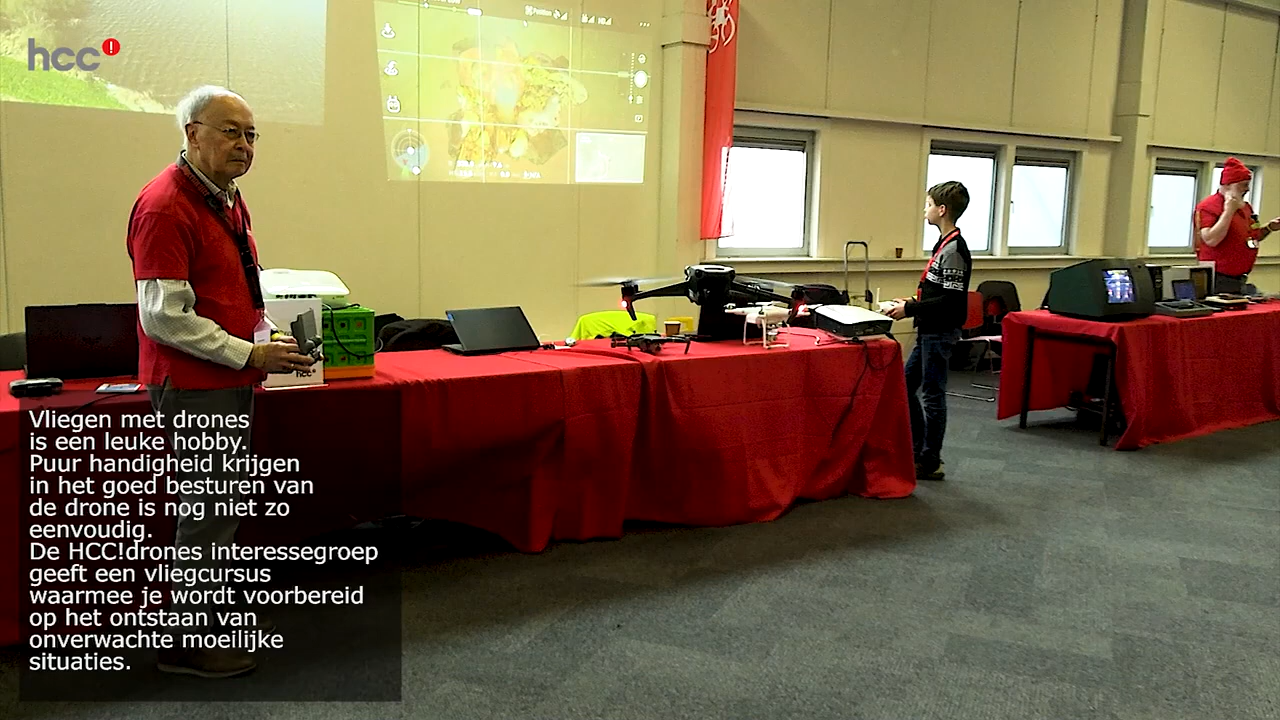 hcc!
Vliegen met drones
is een leuke hobby.
Puur handigheid krijgen
in het goed besturen van
de drone is nog niet zo
eenvoudig.
De HCC!drones interessegroep
geeft een vliegcursus
waarmee je wordt voorbereid
op het ontstaan van
onverwachte moeilijke
situaties.
hcc!